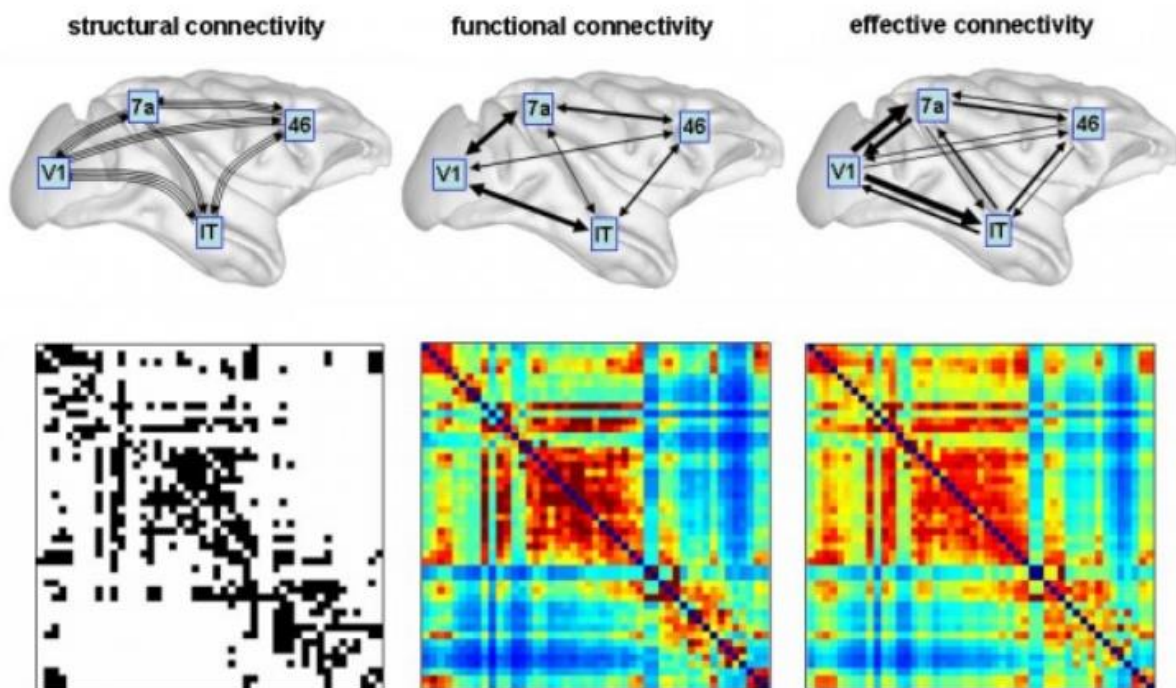 structural connectivity
functional connectivity
effective connectivity
7a
46
V1
IT
7a
46
V1
IT
7a
46
V1
IT